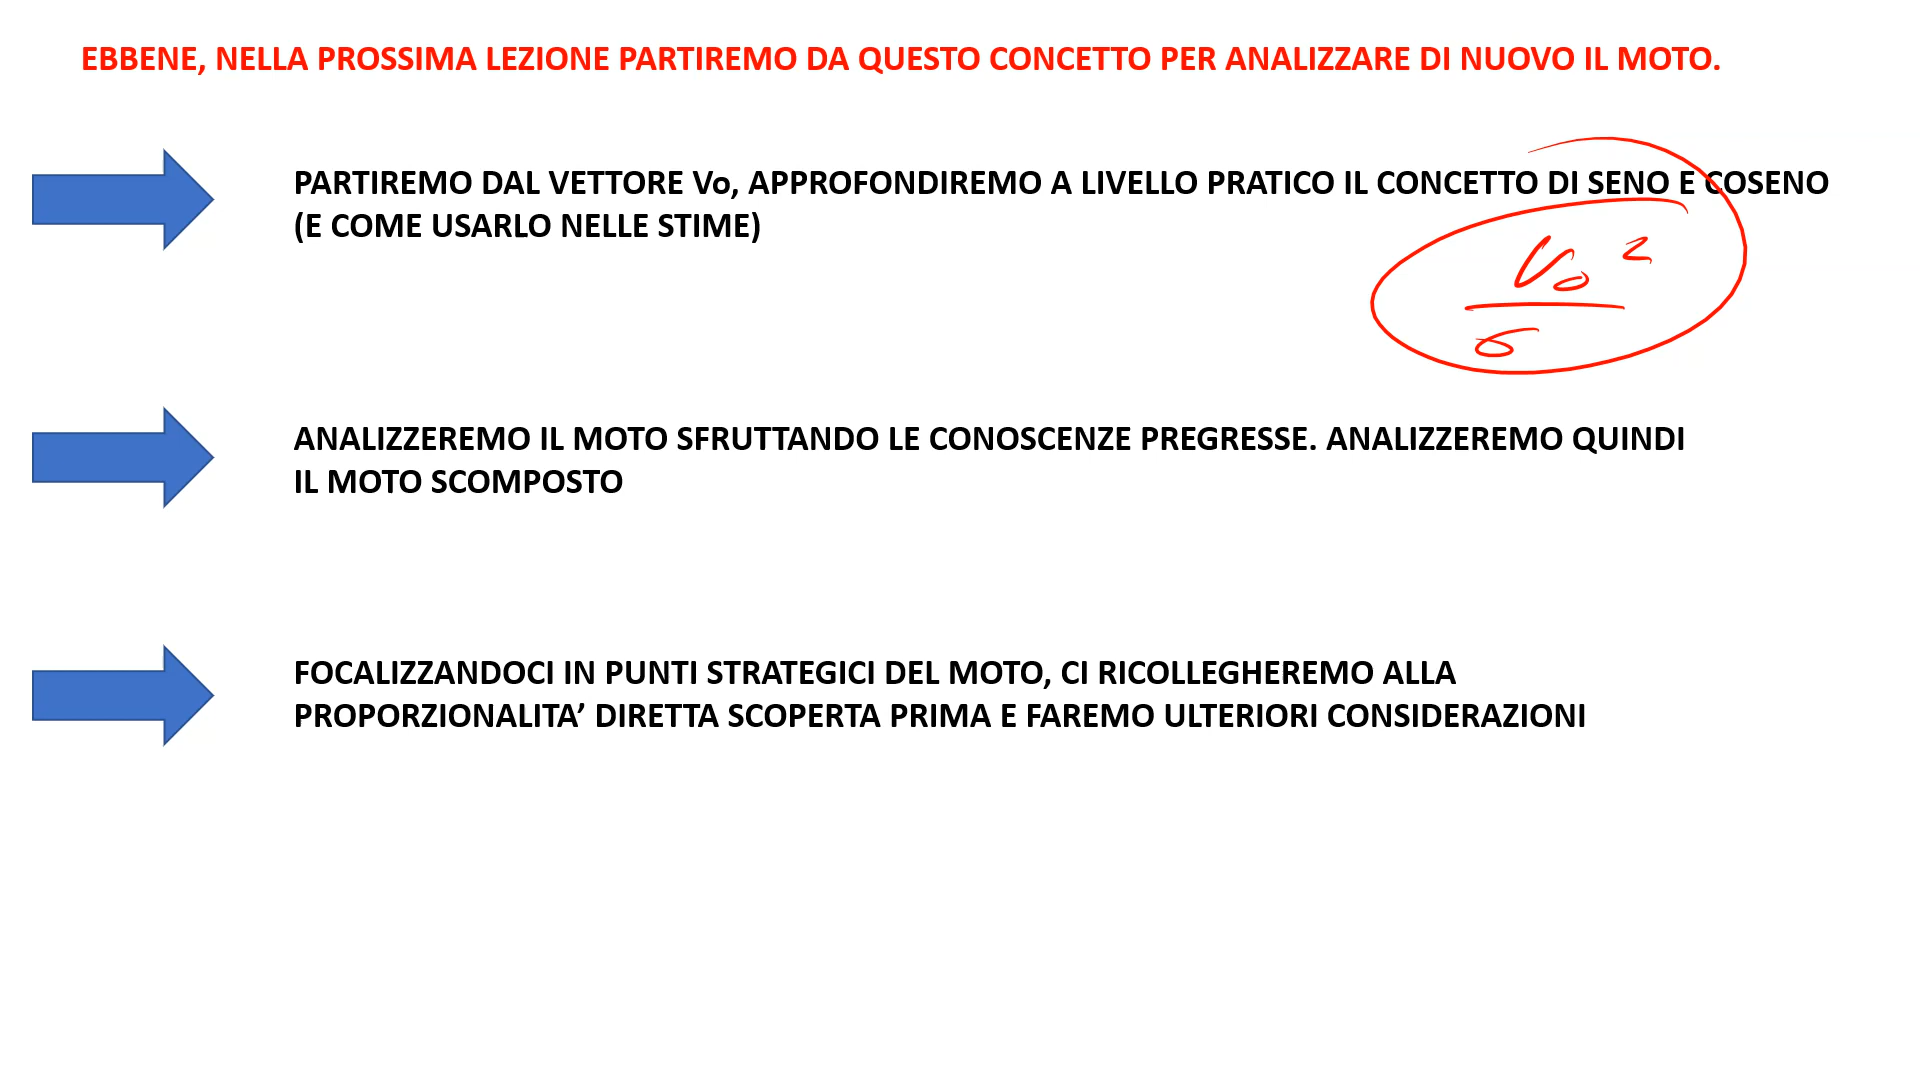 EBBENE, NELLA PROSSIMA LEZIONE PARTIREMO DA QUESTO CONCETTO PER ANALIZZARE DI NUOVO IL MOTO.
PARTIREMO DAL VETTORE Vo, APPROFONDIREMO A LIVELLO PRATICO IL CONCETTO DI SENO E COSENO
(E COME USARLO NELLE STIME)
Vo²
ANALIZZEREMO IL MOTO SFRUTTANDO LE CONOSCENZE PREGRESSE. ANALIZZEREMO QUINDI
IL MOTO SCOMPOSTO
FOCALIZZANDOCI IN PUNTI STRATEGICI DEL MOTO, CI RICOLLEGHEREMO ALLA
PROPORZIONALITA’ DIRETTA SCOPERTA PRIMA E FAREMO ULTERIORI CONSIDERAZIONI